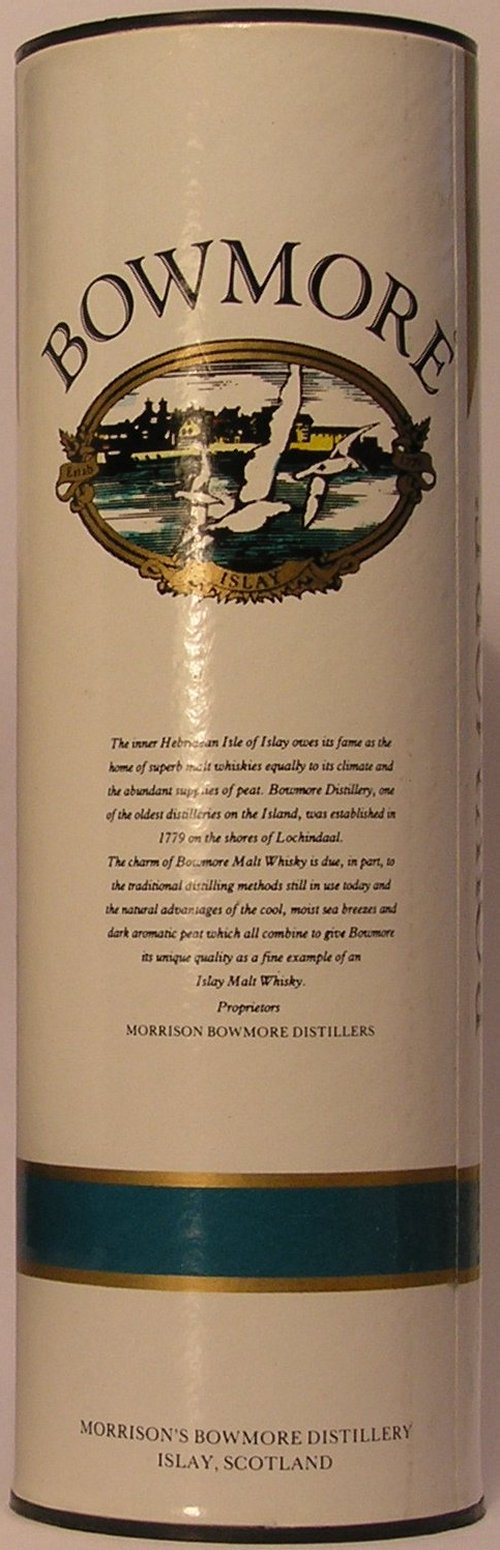 BOWMORE
Estab
ISLAY
The inner Hebridean Isle of Islay owes its fame as the
home of superb malt whiskies equally to its climate and
the abundant supplies of peat. Bowmore Distillery, one
of the oldest distilleries on the Island, was established in
1779 on the shores of Lochindaal.
The charm of Bowmore Malt Whisky is due, in part, to
the traditional distilling methods still in use today and
the natural advantages of the cool, moist sea breezes and
dark aromatic peat which all combine to give Bowmore
its unique quality as a fine example of an
Islay Malt Whisky.
Proprietors
MORRISON BOWMORE DISTILLERS
MORRISON'S BOWMORE DISTILLERY
ISLAY, SCOTLAND